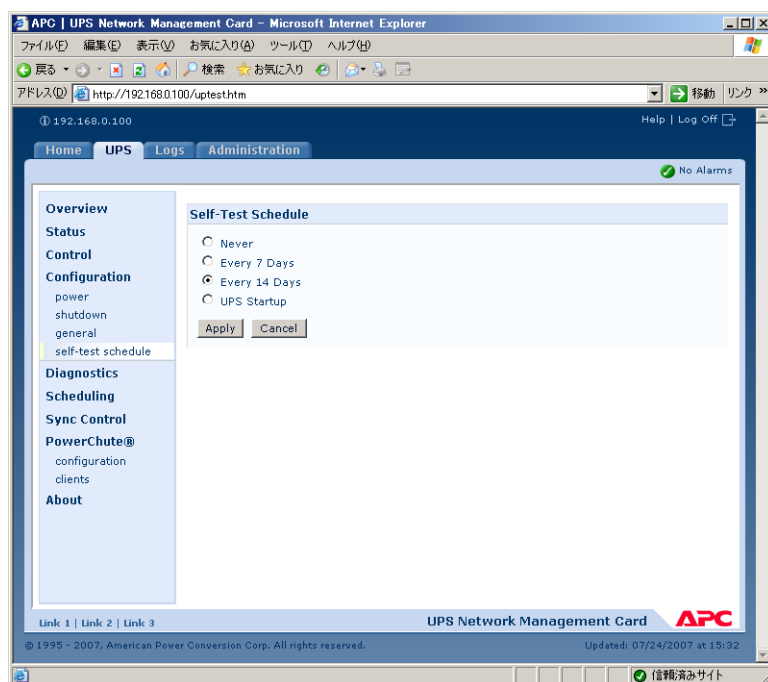 APC | UPS Network Management Card - Microsoft Internet Explorer
ファイル(F) 編集(E) 表示(V) お気に入り(A) ツール(T) ヘルプ(H)
戻る 検索 お気に入り
アドレス(D) http://192.168.0.100/uptest.htm 移動 リンク »
192.168.0.100 Help | Log Off
Home UPS Logs Administration
No Alarms
Overview
Status
Control
Configuration
power
shutdown
general
self-test schedule
Diagnostics
Scheduling
Sync Control
PowerChute®
configuration
clients
About
Self-Test Schedule
Never
Every 7 Days
Every 14 Days
UPS Startup
Apply Cancel
Link 1 | Link 2 | Link 3 UPS Network Management Card APC
© 1995 - 2007, American Power Conversion Corp. All rights reserved. Updated: 07/24/2007 at 15:32
信頼済みサイト